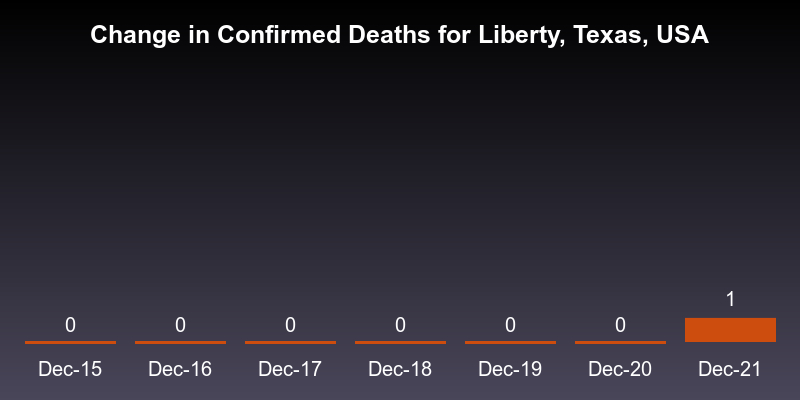 Change in Confirmed Deaths for Liberty, Texas, USA
1
0 0 0 0 0 0
Dec-15 Dec-16 Dec-17 Dec-18 Dec-19 Dec-20 Dec-21